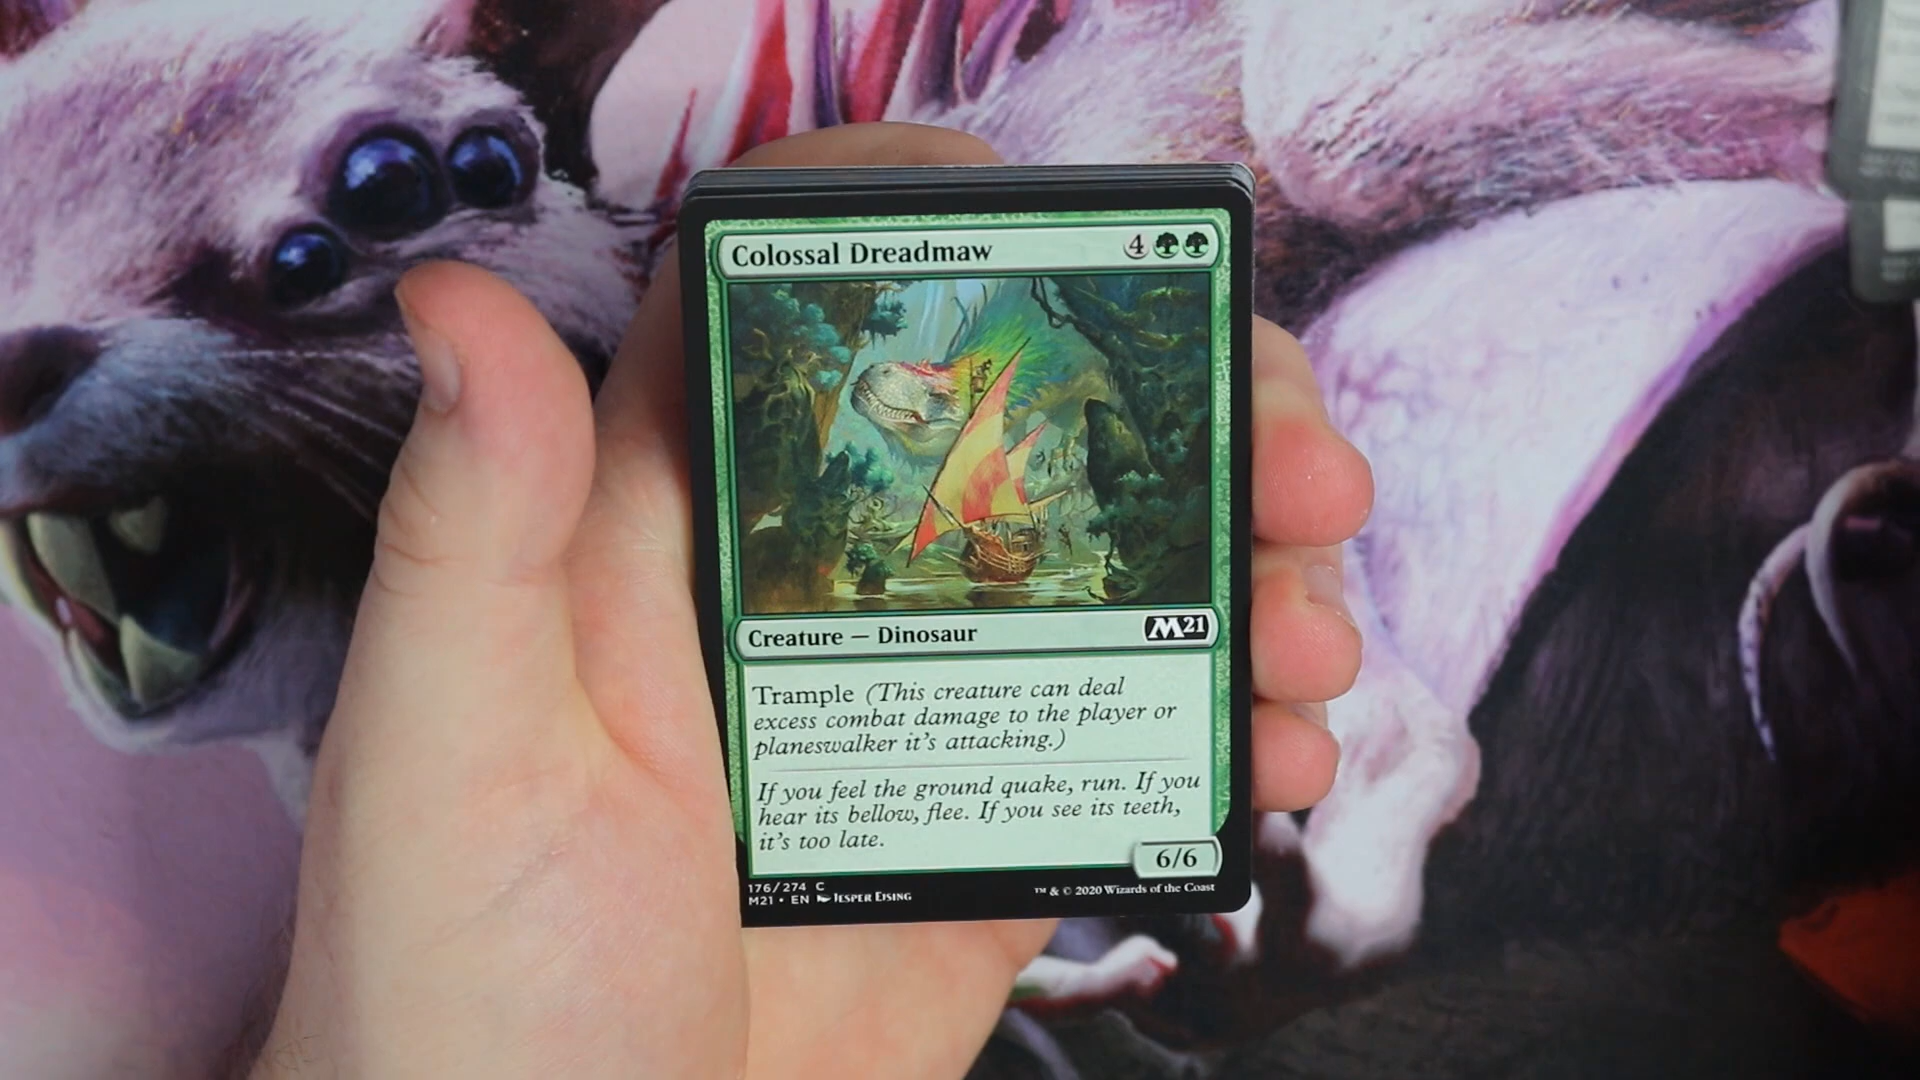 Colossal Dreadmaw 4
Creature — Dinosaur M21
Trample (This creature can deal
excess combat damage to the player or
planeswalker it's attacking.)
If you feel the ground quake, run. If you
hear its bellow, flee. If you see its teeth,
it's too late.
6/6
176/274 C
M21 • EN Jesper Ejsing
™ & © 2020 Wizards of the Coast